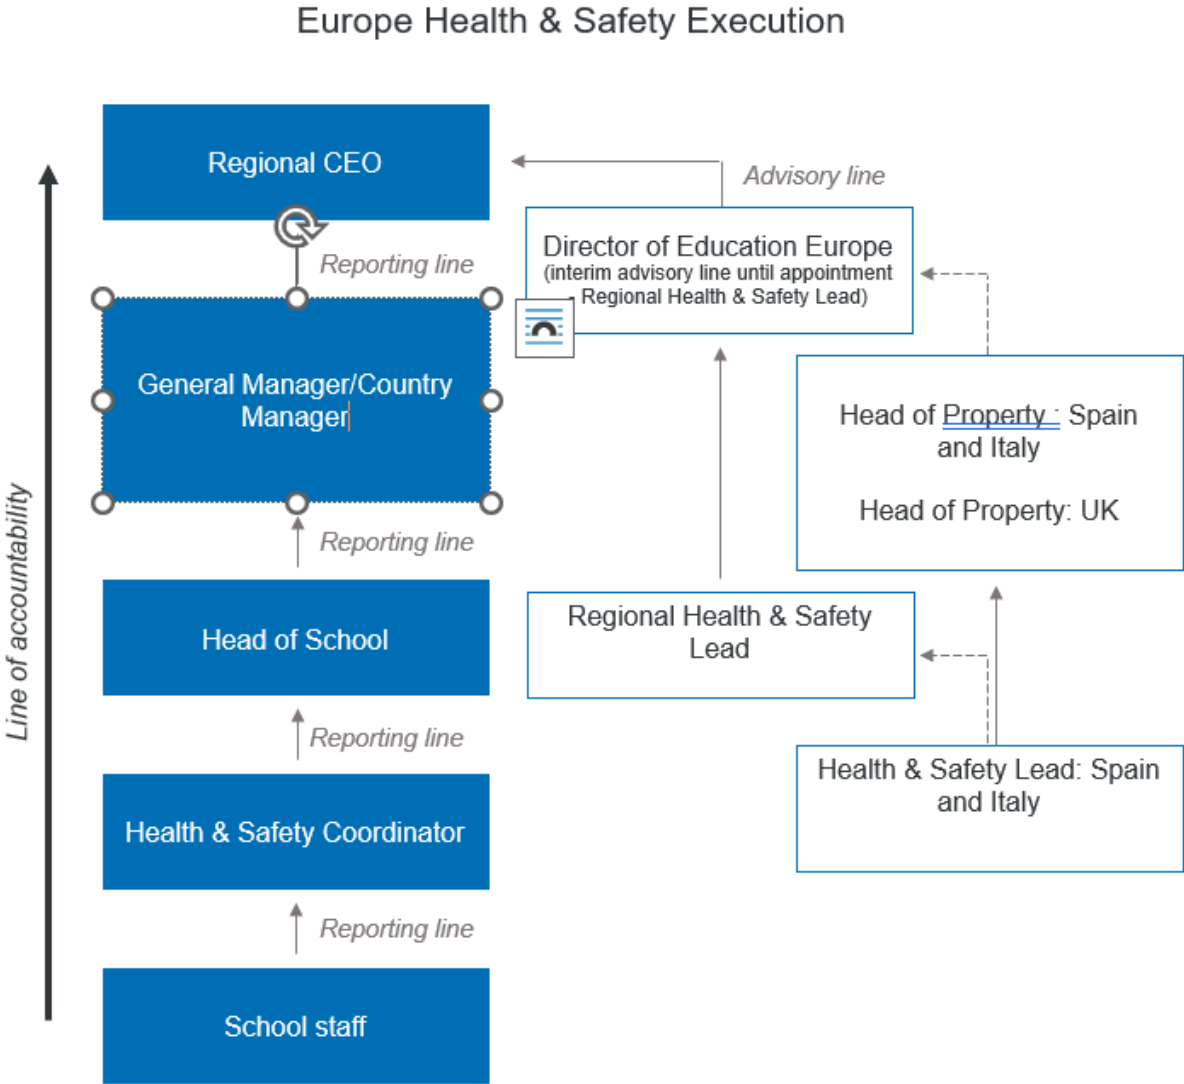 Europe Health & Safety Execution
Regional CEO
Advisory line
Reporting line
Director of Education Europe
(interim advisory line until appointment
- Regional Health & Safety Lead)
General Manager/Country
Manager
Head of Property : Spain
and Italy
Head of Property: UK
Line of accountability
Reporting line
Head of School
Regional Health & Safety
Lead
Reporting line
Health & Safety Lead: Spain
and Italy
Health & Safety Coordinator
Reporting line
School staff